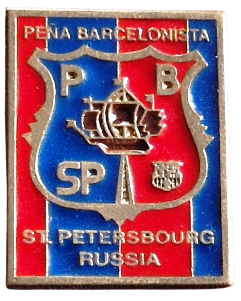 PEÑA BARCELONISTA
P B
SP
ST. PETERSBOURG
RUSSIA